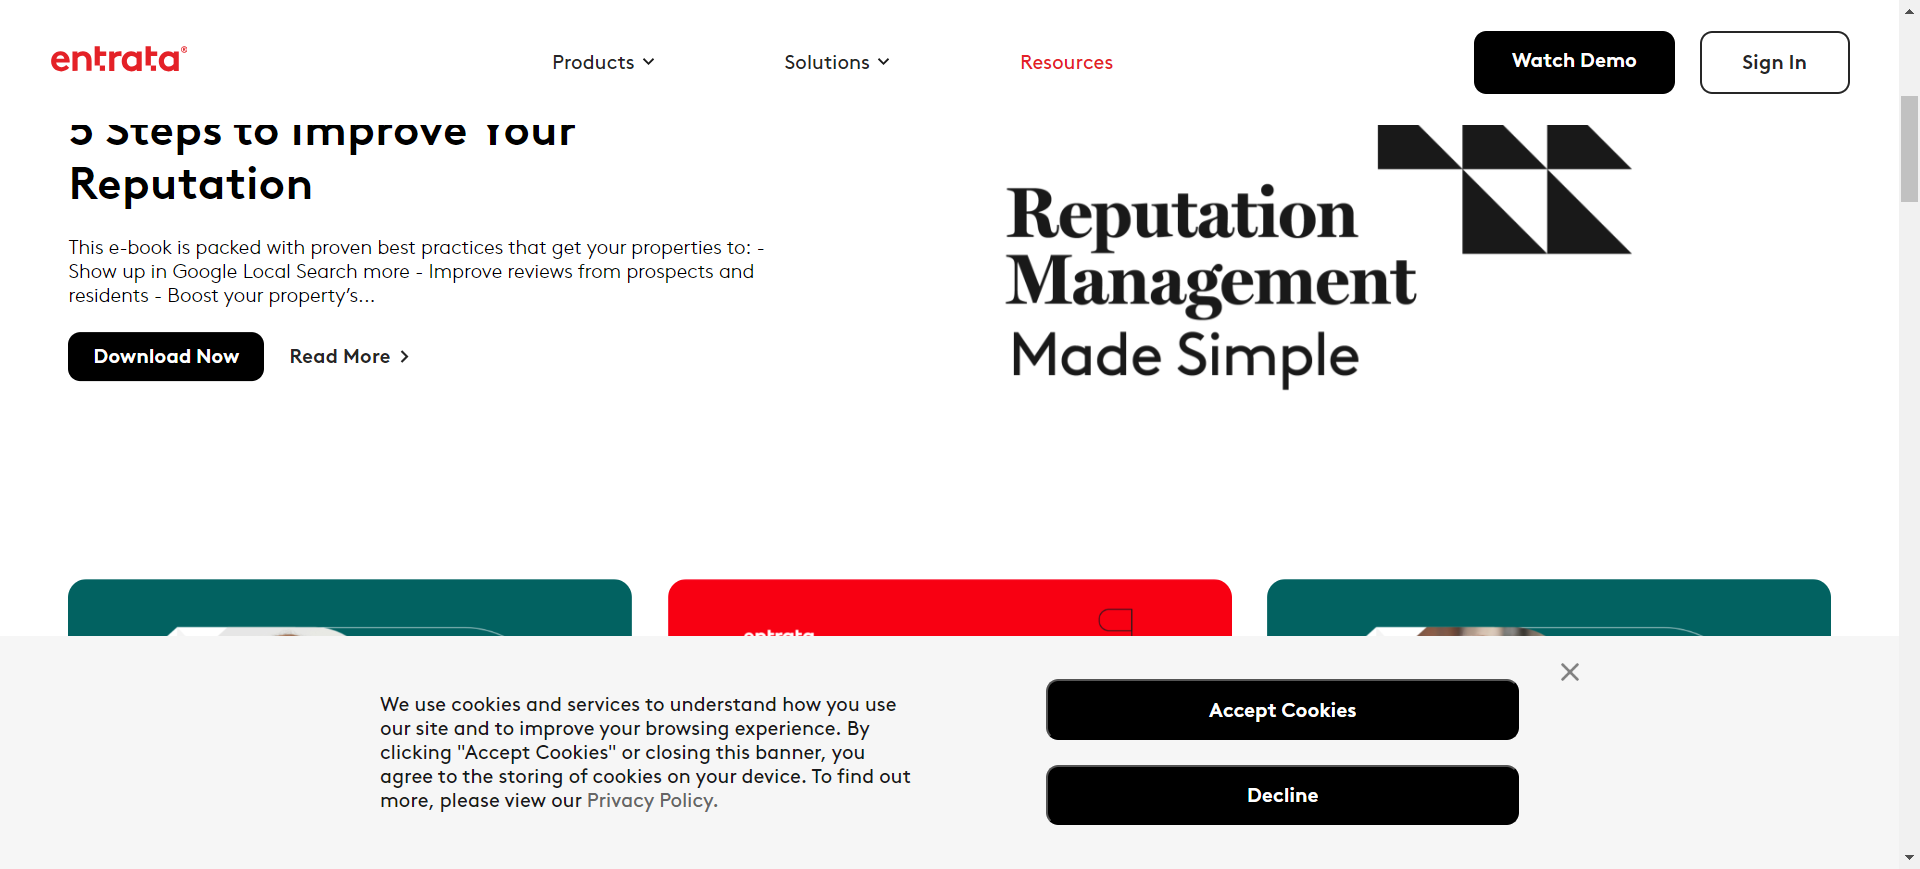 entrata®
Products
Solutions
Resources
Watch Demo
Sign In
5 Steps to Improve Your
Reputation
This e-book is packed with proven best practices that get your properties to: -
Show up in Google Local Search more - Improve reviews from prospects and
residents - Boost your property’s...
Download Now
Read More
Reputation
Management
Made Simple
entrata
We use cookies and services to understand how you use
our site and to improve your browsing experience. By
clicking "Accept Cookies" or closing this banner, you
agree to the storing of cookies on your device. To find out
more, please view our Privacy Policy.
Accept Cookies
Decline